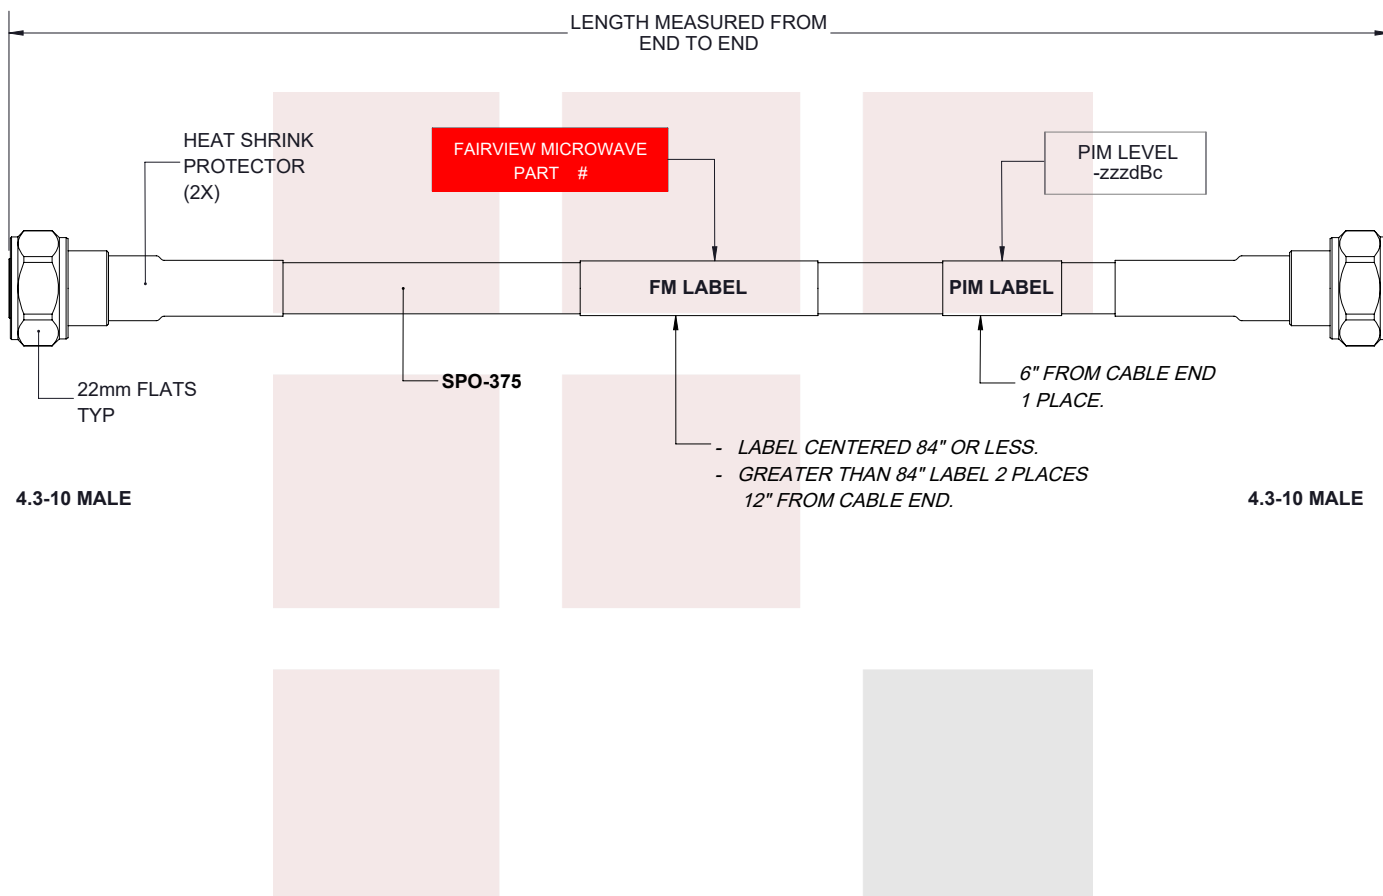 LENGTH MEASURED FROM
END TO END
HEAT SHRINK
PROTECTOR
(2X)
FAIRVIEW MICROWAVE
PART #
PIM LEVEL
-zzzdBc
FM LABEL
PIM LABEL
22mm FLATS
TYP
SPO-375
6" FROM CABLE END
1 PLACE.
- LABEL CENTERED 84" OR LESS.
- GREATER THAN 84" LABEL 2 PLACES
12" FROM CABLE END.
4.3-10 MALE
4.3-10 MALE